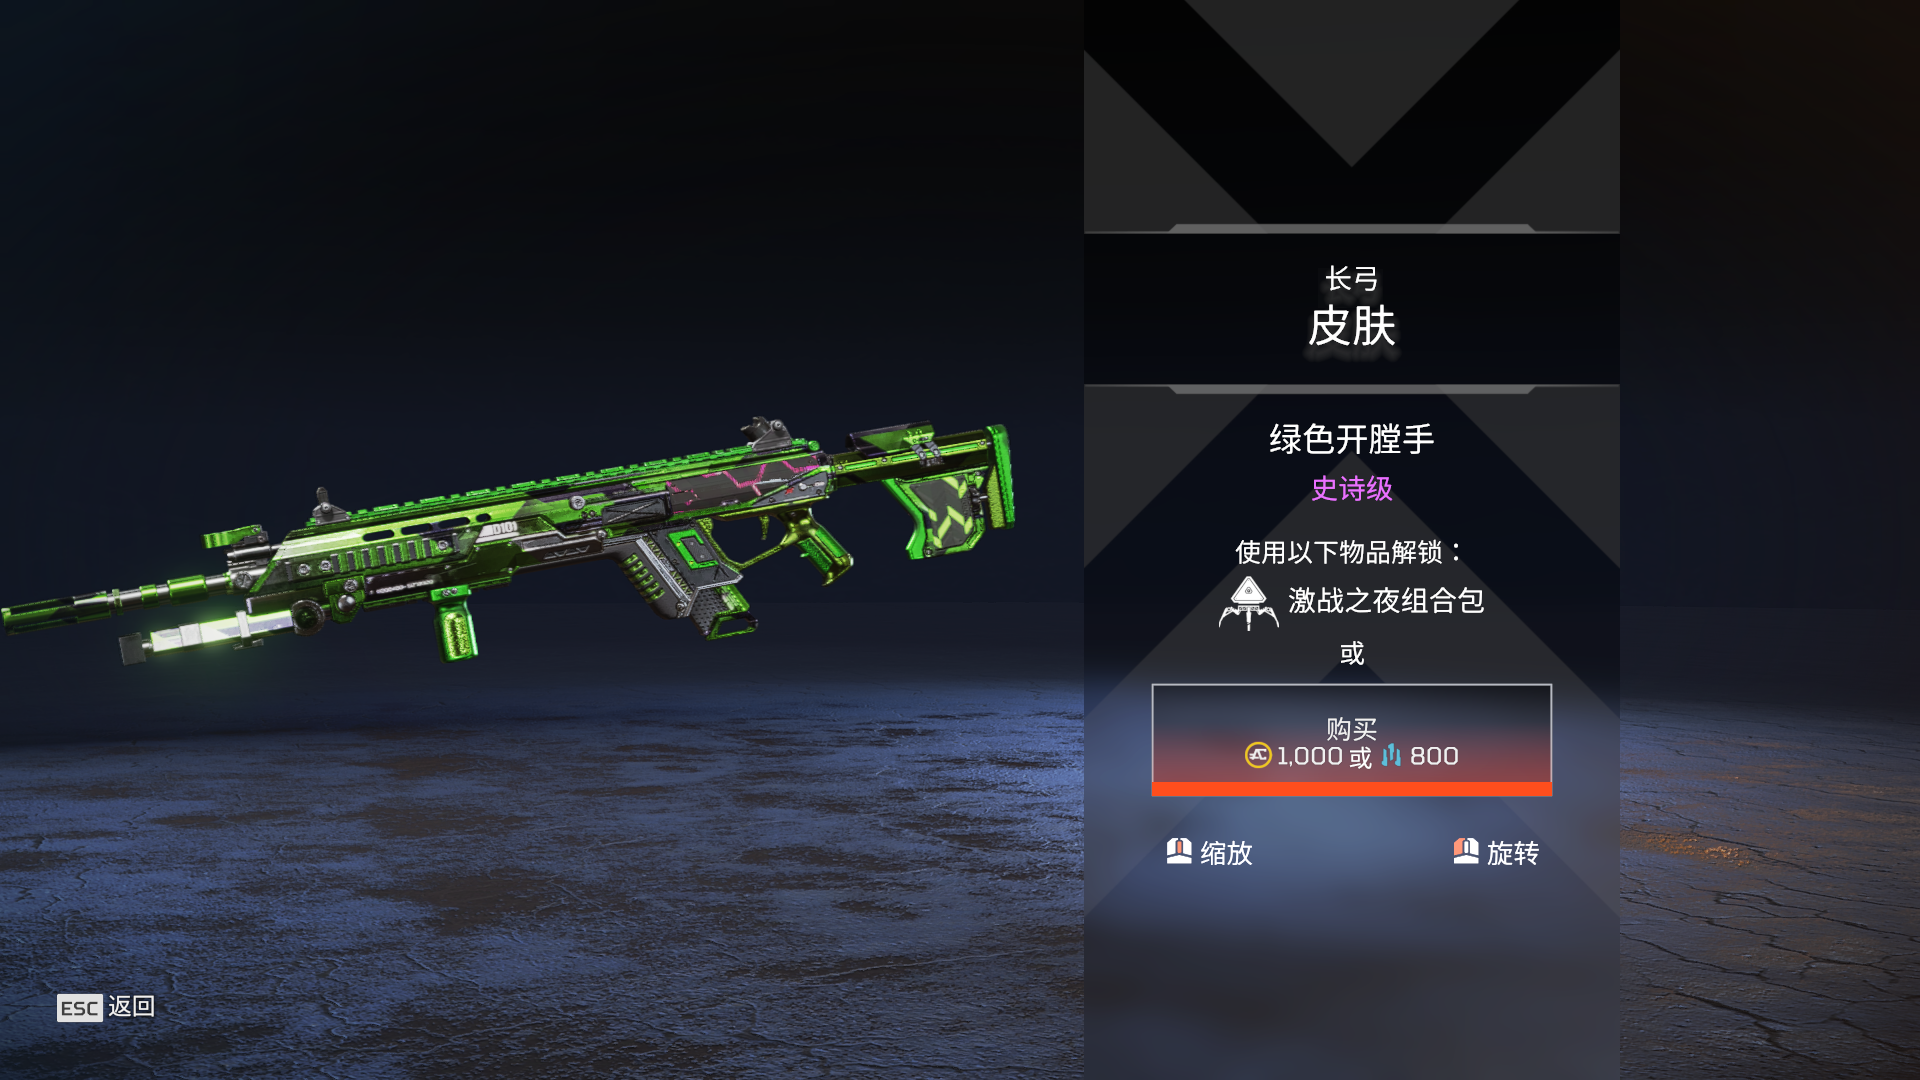 长弓
皮肤
绿色开膛手
史诗级
使用以下物品解锁：
激战之夜组合包
或
购买
1,000 或 800
缩放 旋转
ESC 返回